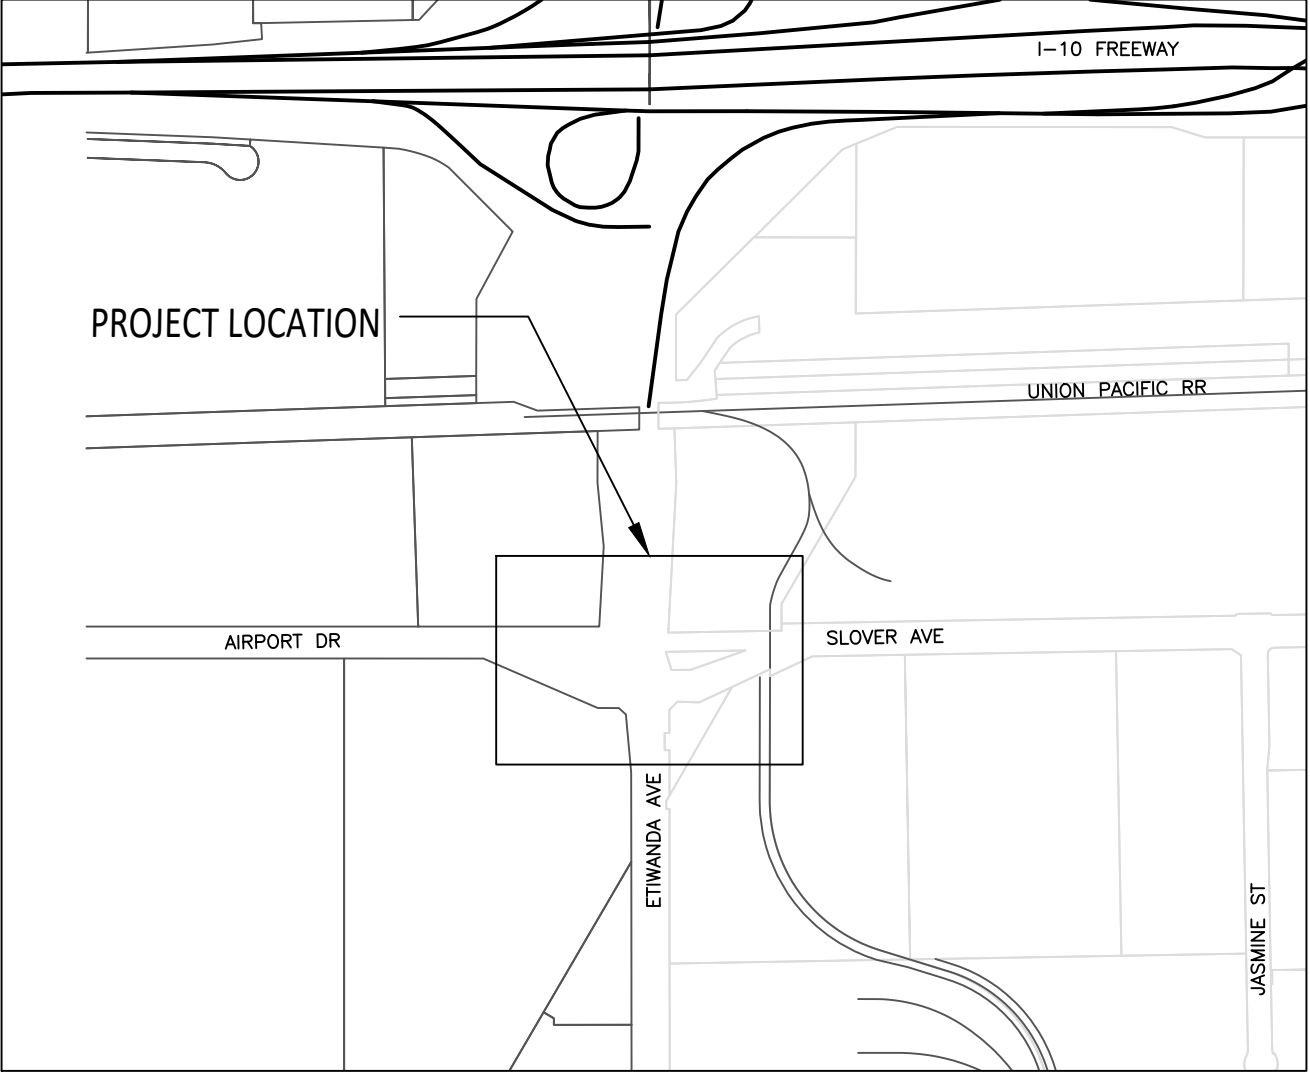 I-10 FREEWAY
PROJECT LOCATION
UNION PACIFIC RR
AIRPORT DR
SLOVER AVE
ETIWANDA AVE
JASMINE ST